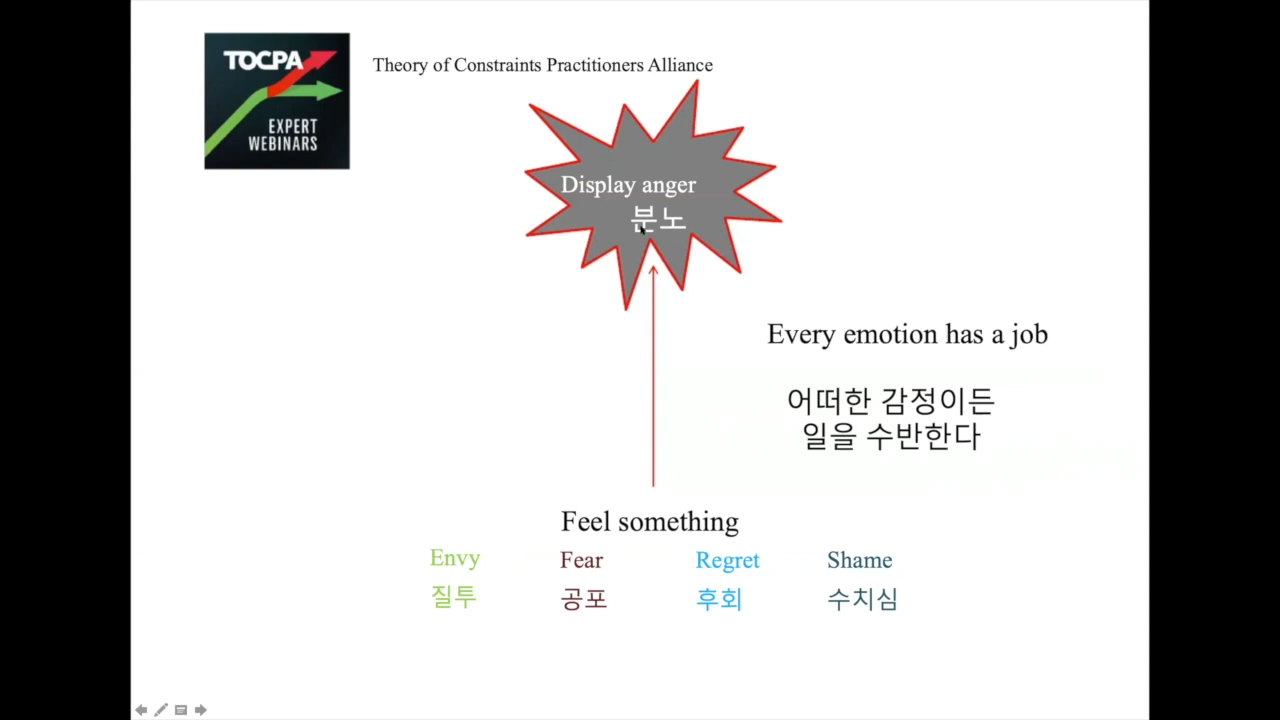 TOCPA
EXPERT
WEBINARS
Theory of Constraints Practitioners Alliance
Display anger
분노
Every emotion has a job
어떠한 감정이든
일을 수반한다
Feel something
Envy Fear Regret Shame
질투 공포 후회 수치심